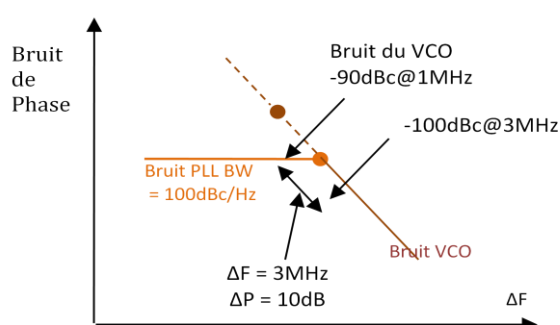 Bruit
de
Phase
Bruit du VCO
-90dBc@1MHz
-100dBc@3MHz
Bruit PLL BW
= 100dBc/Hz
Bruit VCO
ΔF = 3MHz
ΔP = 10dB
ΔF